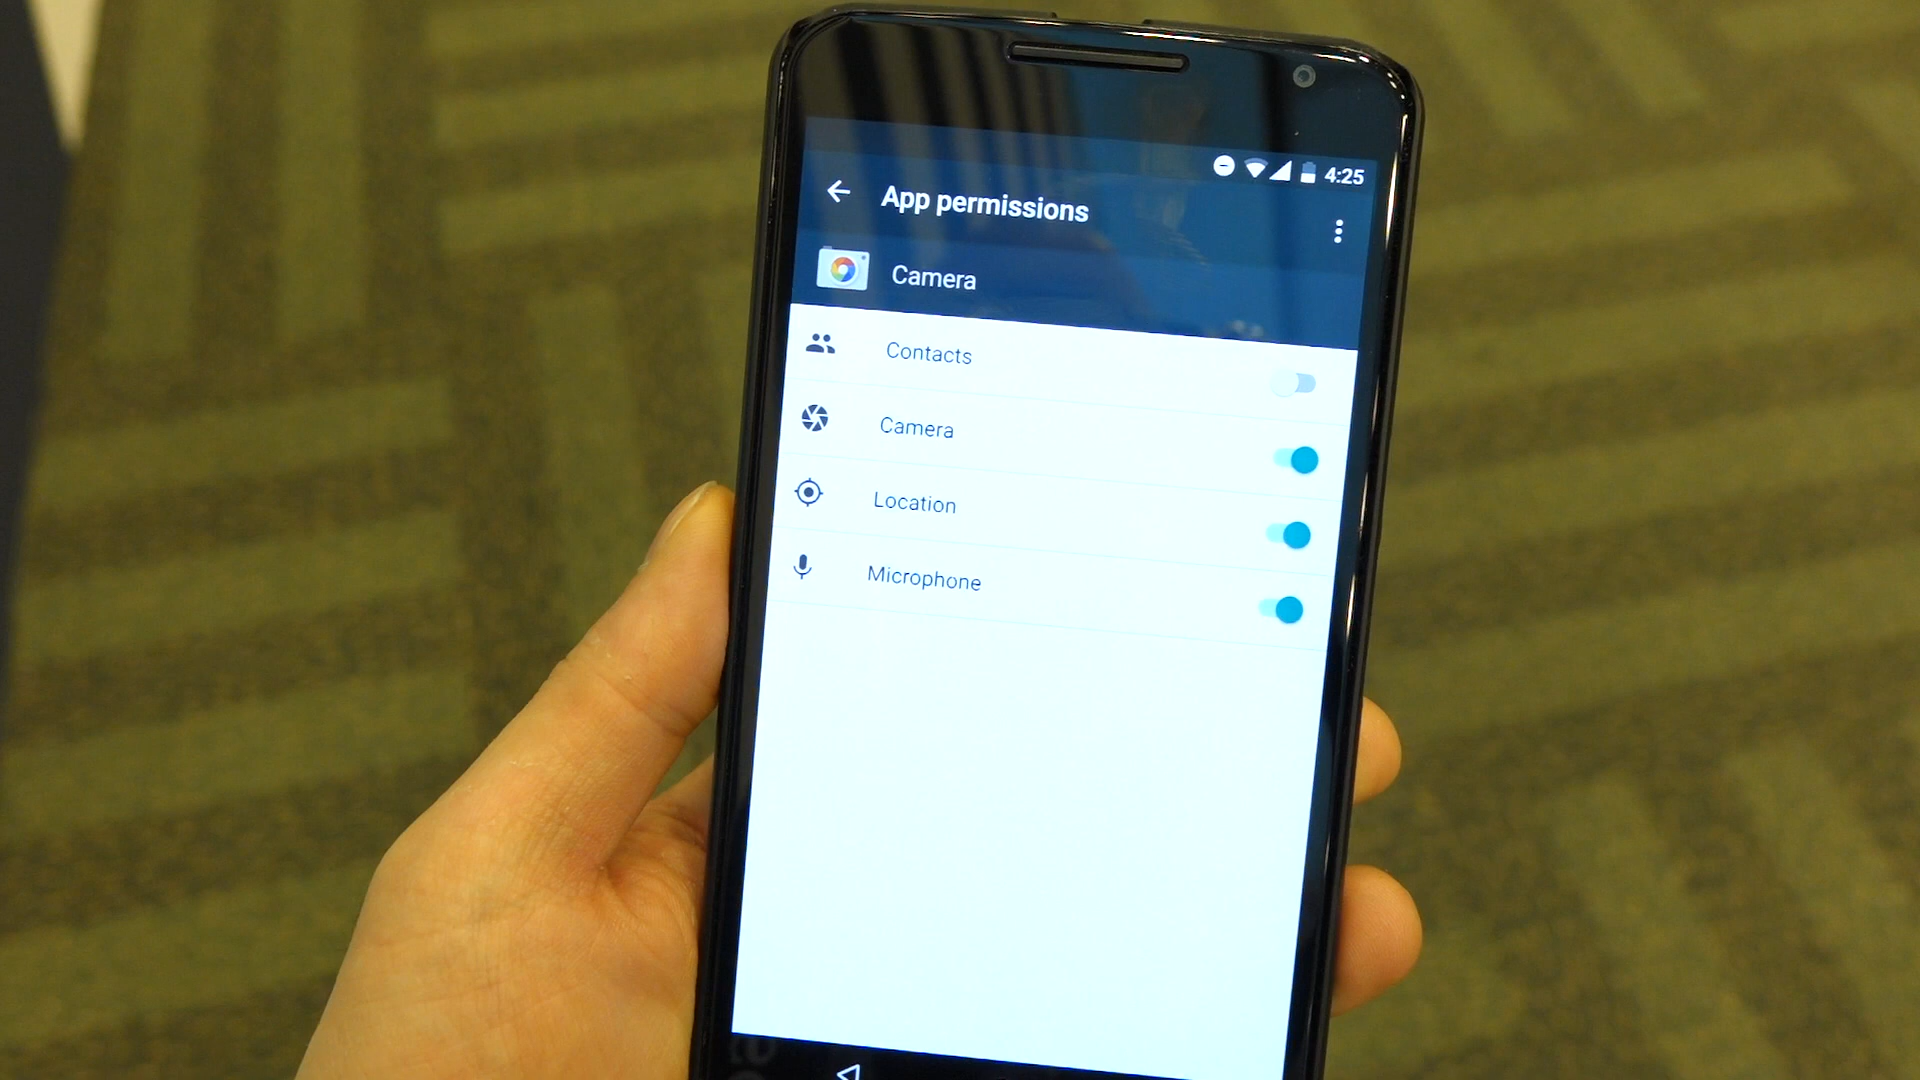 4:25
App permissions
Camera
Contacts
Camera
Location
Microphone